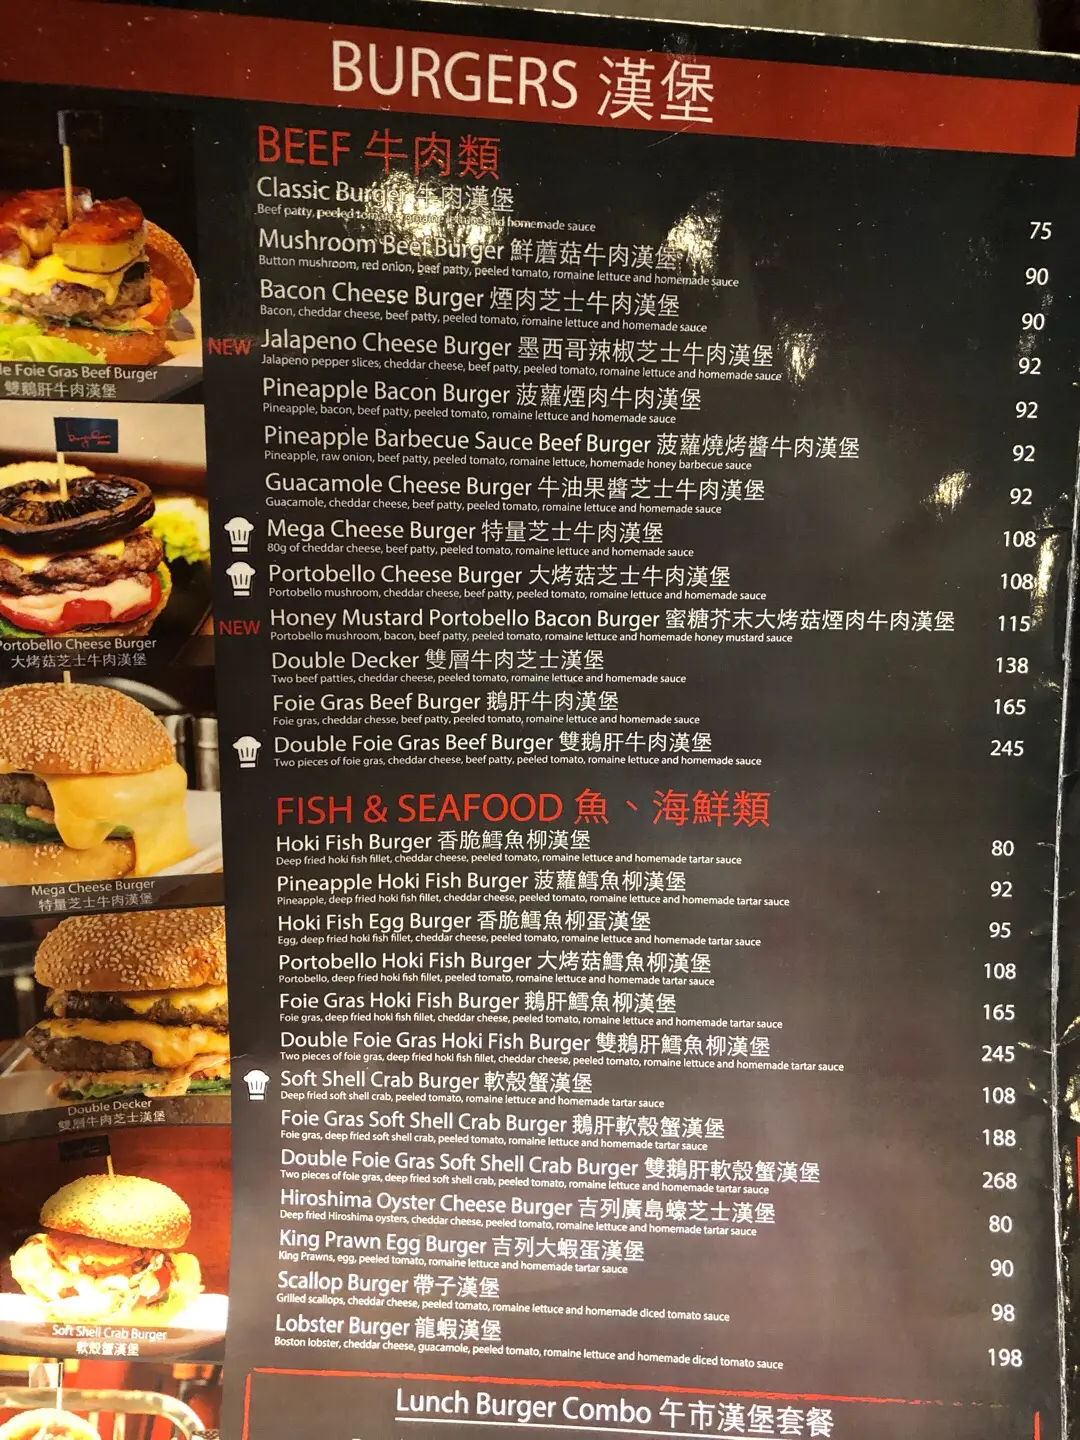 BURGERS 漢堡
BEEF 牛肉類
Classic Burger 牛肉漢堡
Beef patty, peeled tomato, romaine lettuce and homemade sauce
75
Mushroom Beef Burger 鮮蘑菇牛肉漢堡
Button mushroom, red onion, beef patty, peeled tomato, romaine lettuce and homemade sauce
90
Bacon Cheese Burger 煙肉芝士牛肉漢堡
Bacon, cheddar cheese, beef patty, peeled tomato, romaine lettuce and homemade sauce
90
NEW Jalapeno Cheese Burger 墨西哥辣椒芝士牛肉漢堡
Jalapeno pepper slices, cheddar cheese, beef patty, peeled tomato, romaine lettuce and homemade sauce
92
Pineapple Bacon Burger 菠蘿煙肉牛肉漢堡
Pineapple, bacon, beef patty, peeled tomato, romaine lettuce and homemade sauce
92
Pineapple Barbecue Sauce Beef Burger 菠蘿燒烤醬牛肉漢堡
Pineapple, raw onion, beef patty, peeled tomato, romaine lettuce, homemade honey barbecue sauce
92
Guacamole Cheese Burger 牛油果醬芝士牛肉漢堡
Guacamole, cheddar cheese, beef patty, peeled tomato, romaine lettuce and homemade sauce
92
Mega Cheese Burger 特量芝士牛肉漢堡
80g of cheddar cheese, beef patty, peeled tomato, romaine lettuce and homemade sauce
108
Portobello Cheese Burger 大烤菇芝士牛肉漢堡
Portobello mushroom, cheddar cheese, beef patty, peeled tomato, romaine lettuce and homemade sauce
108
NEW Honey Mustard Portobello Bacon Burger 蜜糖芥末大烤菇煙肉牛肉漢堡
Portobello mushroom, bacon, beef patty, peeled tomato, romaine lettuce and homemade honey mustard sauce
115
Double Decker 雙層牛肉芝士漢堡
Two beef patties, cheddar cheese, peeled tomato, romaine lettuce and homemade sauce
138
Foie Gras Beef Burger 鵝肝牛肉漢堡
Foie gras, cheddar chesse, beef patty, peeled tomato, romaine lettuce and homemade sauce
165
Double Foie Gras Beef Burger 雙鵝肝牛肉漢堡
Two pieces of foie gras, cheddar cheese, beef patty, peeled tomato, romaine lettuce and homemade sauce
245
FISH & SEAFOOD 魚、海鮮類
Hoki Fish Burger 香脆鱈魚柳漢堡
Deep fried hoki fish fillet, cheddar cheese, peeled tomato, romaine lettuce and homemade tartar sauce
80
Pineapple Hoki Fish Burger 菠蘿鱈魚柳漢堡
Pineapple, deep fried hoki fish fillet, cheddar cheese, peeled tomato, romaine lettuce and homemade tartar sauce
92
Hoki Fish Egg Burger 香脆鱈魚柳蛋漢堡
Egg, deep fried hoki fish fillet, cheddar cheese, peeled tomato, romaine lettuce and homemade tartar sauce
95
Portobello Hoki Fish Burger 大烤菇鱈魚柳漢堡
Portobello, deep fried hoki fish fillet, peeled tomato, romaine lettuce and homemade tartar sauce
108
Foie Gras Hoki Fish Burger 鵝肝鱈魚柳漢堡
Foie gras, deep fried hoki fish fillet, cheddar cheese, peeled tomato, romaine lettuce and homemade tartar sauce
165
Double Foie Gras Hoki Fish Burger 雙鵝肝鱈魚柳漢堡
Two pieces of foie gras, deep fried hoki fish fillet, cheddar cheese, peeled tomato, romaine lettuce and homemade tartar sauce
245
Soft Shell Crab Burger 軟殼蟹漢堡
Deep fried soft shell crab, peeled tomato, romaine lettuce and homemade tartar sauce
108
Foie Gras Soft Shell Crab Burger 鵝肝軟殼蟹漢堡
Foie gras, deep fried soft shell crab, peeled tomato, romaine lettuce and homemade tartar sauce
188
Double Foie Gras Soft Shell Crab Burger 雙鵝肝軟殼蟹漢堡
Two pieces of foie gras, deep fried soft shell crab, peeled tomato, romaine lettuce and homemade tartar sauce
268
Hiroshima Oyster Cheese Burger 吉列廣島蠔芝士漢堡
Deep fried Hiroshima oysters, cheddar cheese, peeled tomato, romaine lettuce and homemade tartar sauce
80
King Prawn Egg Burger 吉列大蝦蛋漢堡
King Prawns, egg, peeled tomato, romaine lettuce and homemade tartar sauce
90
Scallop Burger 帶子漢堡
Grilled scallops, cheddar cheese, peeled tomato, romaine lettuce and homemade diced tomato sauce
98
Lobster Burger 龍蝦漢堡
Boston lobster, cheddar cheese, guacamole, peeled tomato, romaine lettuce and homemade diced tomato sauce
198
Lunch Burger Combo 午市漢堡套餐
le Foie Gras Beef Burger
雙鵝肝牛肉漢堡
Portobello Cheese Burger
大烤菇芝士牛肉漢堡
Mega Cheese Burger
特量芝士牛肉漢堡
Double Decker
雙層牛肉芝士漢堡
Soft Shell Crab Burger
軟殼蟹漢堡